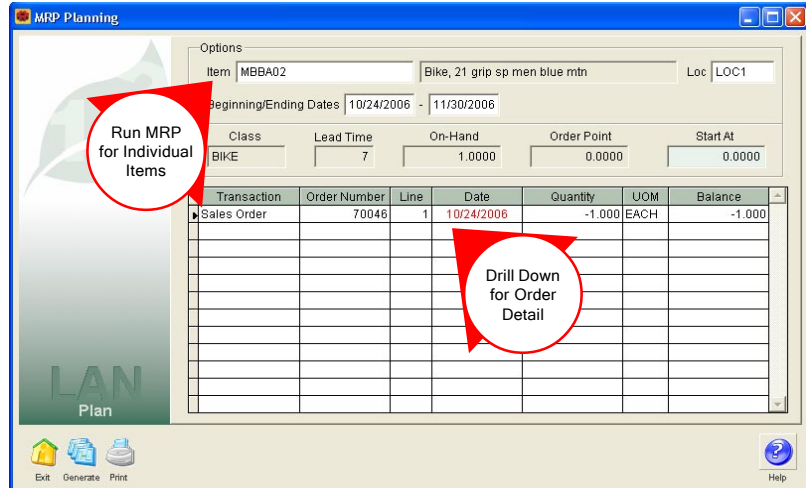 MRP Planning
Options
Item MBBA02 Bike, 21 grip sp men blue mtn Loc LOC1
Beginning/Ending Dates 10/24/2006 - 11/30/2006
Run MRP
for Individual
Items
Class Lead Time On-Hand Order Point Start At
BIKE 7 1.0000 0.0000 0.0000
Transaction Order Number Line Date Quantity UOM Balance
Sales Order 70046 1 10/24/2006 -1.000 EACH -1.000
Drill Down
for Order
Detail
LAN
Plan
Exit Generate Print Help